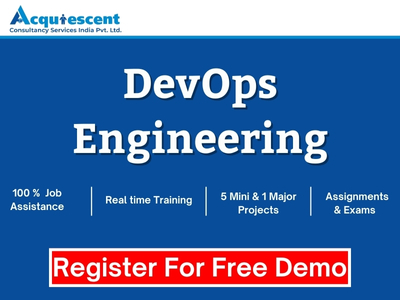 Acquiescent
Consultancy Services India Pvt. Ltd.
DevOps
Engineering
100 % Job
Assistance
Real time Training
5 Mini & 1 Major
Projects
Assignments
& Exams
Register For Free Demo